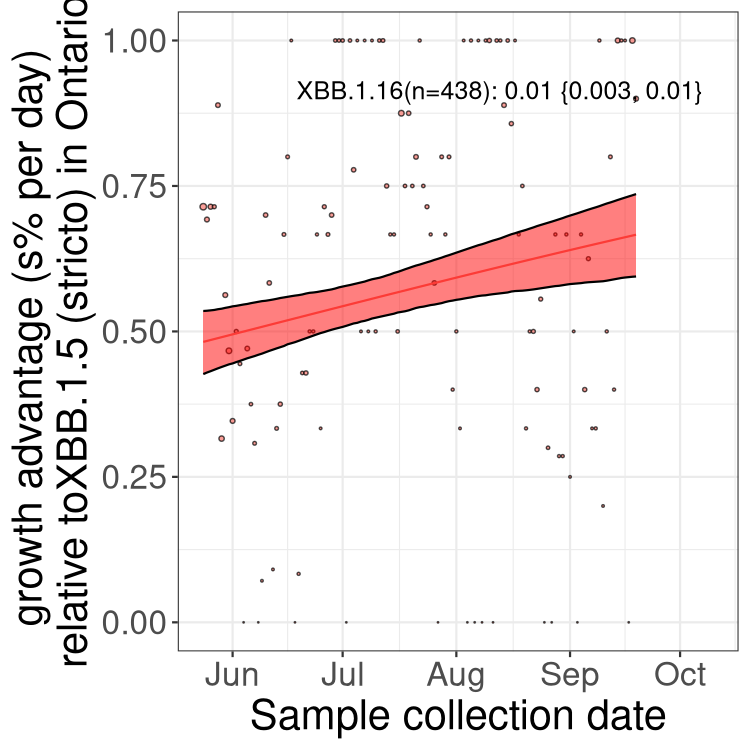 growth advantage (s% per day)
relative toXBB.1.5 (stricto) in Ontario
1.00
0.75
0.50
0.25
0.00
XBB.1.16(n=438): 0.01 {0.003, 0.01}
Jun Jul Aug Sep Oct
Sample collection date